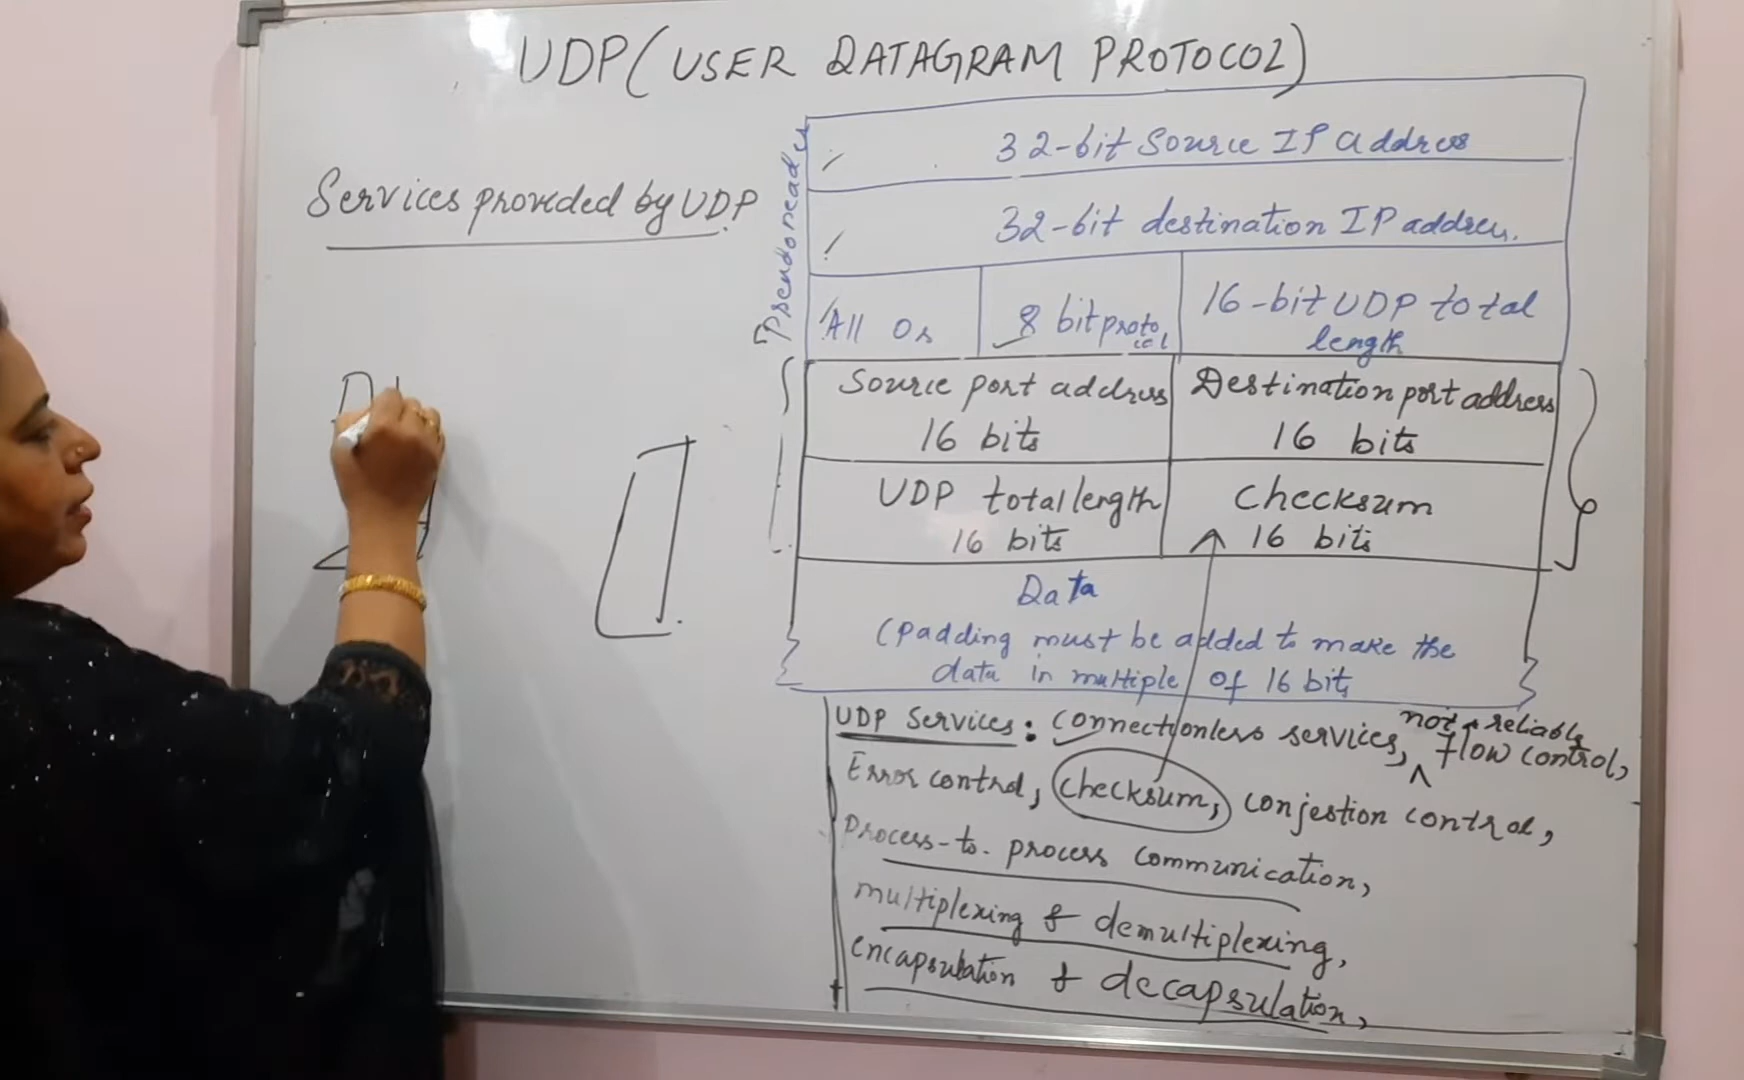 UDP (USER DATAGRAM PROTOCOL)
Services provided by UDP
Pseudoheader
32-bit Source IP address
32-bit destination IP address.
All 0s
8 bit protocol
16-bit UDP total
length
Source port address
16 bits
Destination port address
16 bits
UDP total length
16 bits
Checksum
16 bits
Data
(Padding must be added to make the
data in multiple of 16 bits
UDP Services: Connectionless services, not reliable flow control,
Error control, Checksum, conjestion control,
Process-to-process communication,
multiplexing & demultiplexing,
encapsulation & decapsulation,